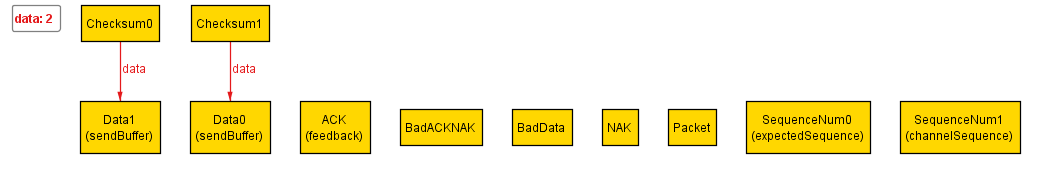 data: 2
Checksum0
Checksum1
data
data
Data1
(sendBuffer)
Data0
(sendBuffer)
ACK
(feedback)
BadACKNAK
BadData
NAK
Packet
SequenceNum0
(expectedSequence)
SequenceNum1
(channelSequence)